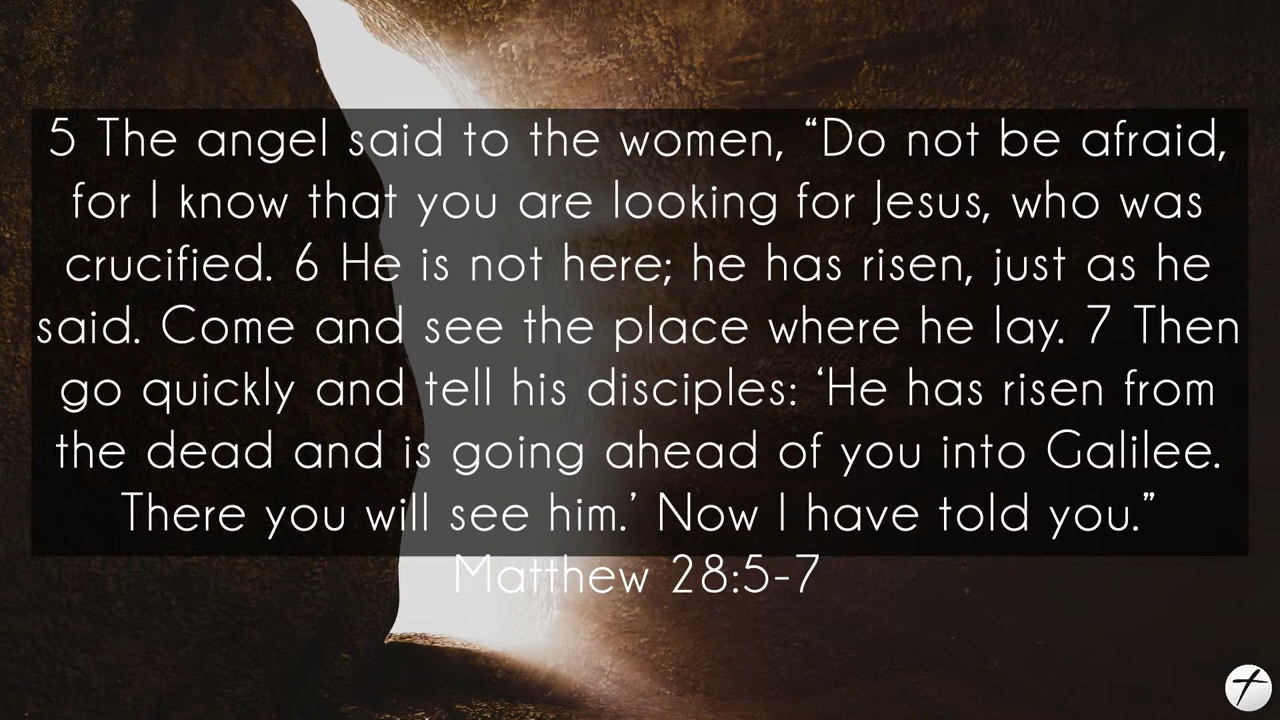 5 The angel said to the women, “Do not be afraid,
for I know that you are looking for Jesus, who was
crucified. 6 He is not here; he has risen, just as he
said. Come and see the place where he lay. 7 Then
go quickly and tell his disciples: ‘He has risen from
the dead and is going ahead of you into Galilee.
There you will see him.’ Now I have told you.”
Matthew 28:5-7